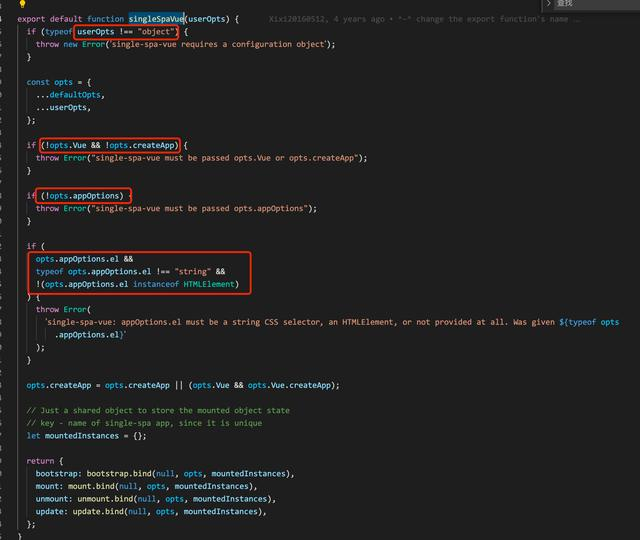 查找
export default function singleSpaVue(userOpts) { Xixi20160512, 4 years ago • ^-^ change the export function's name …
if (typeof userOpts !== "object") {
throw new Error(`single-spa-vue requires a configuration object`);
}
const opts = {
...defaultOpts,
...userOpts,
};
if (!opts.Vue && !opts.createApp) {
throw Error("single-spa-vue must be passed opts.Vue or opts.createApp");
}
if (!opts.appOptions) {
throw Error("single-spa-vue must be passed opts.appOptions");
}
if (
opts.appOptions.el &&
typeof opts.appOptions.el !== "string" &&
!(opts.appOptions.el instanceof HTMLElement)
) {
throw Error(
`single-spa-vue: appOptions.el must be a string CSS selector, an HTMLElement, or not provided at all. Was given ${typeof opts
.appOptions.el}`
);
}
opts.createApp = opts.createApp || (opts.Vue && opts.Vue.createApp);
// Just a shared object to store the mounted object state
// key - name of single-spa app, since it is unique
let mountedInstances = {};
return {
bootstrap: bootstrap.bind(null, opts, mountedInstances),
mount: mount.bind(null, opts, mountedInstances),
unmount: unmount.bind(null, opts, mountedInstances),
update: update.bind(null, opts, mountedInstances),
};
}